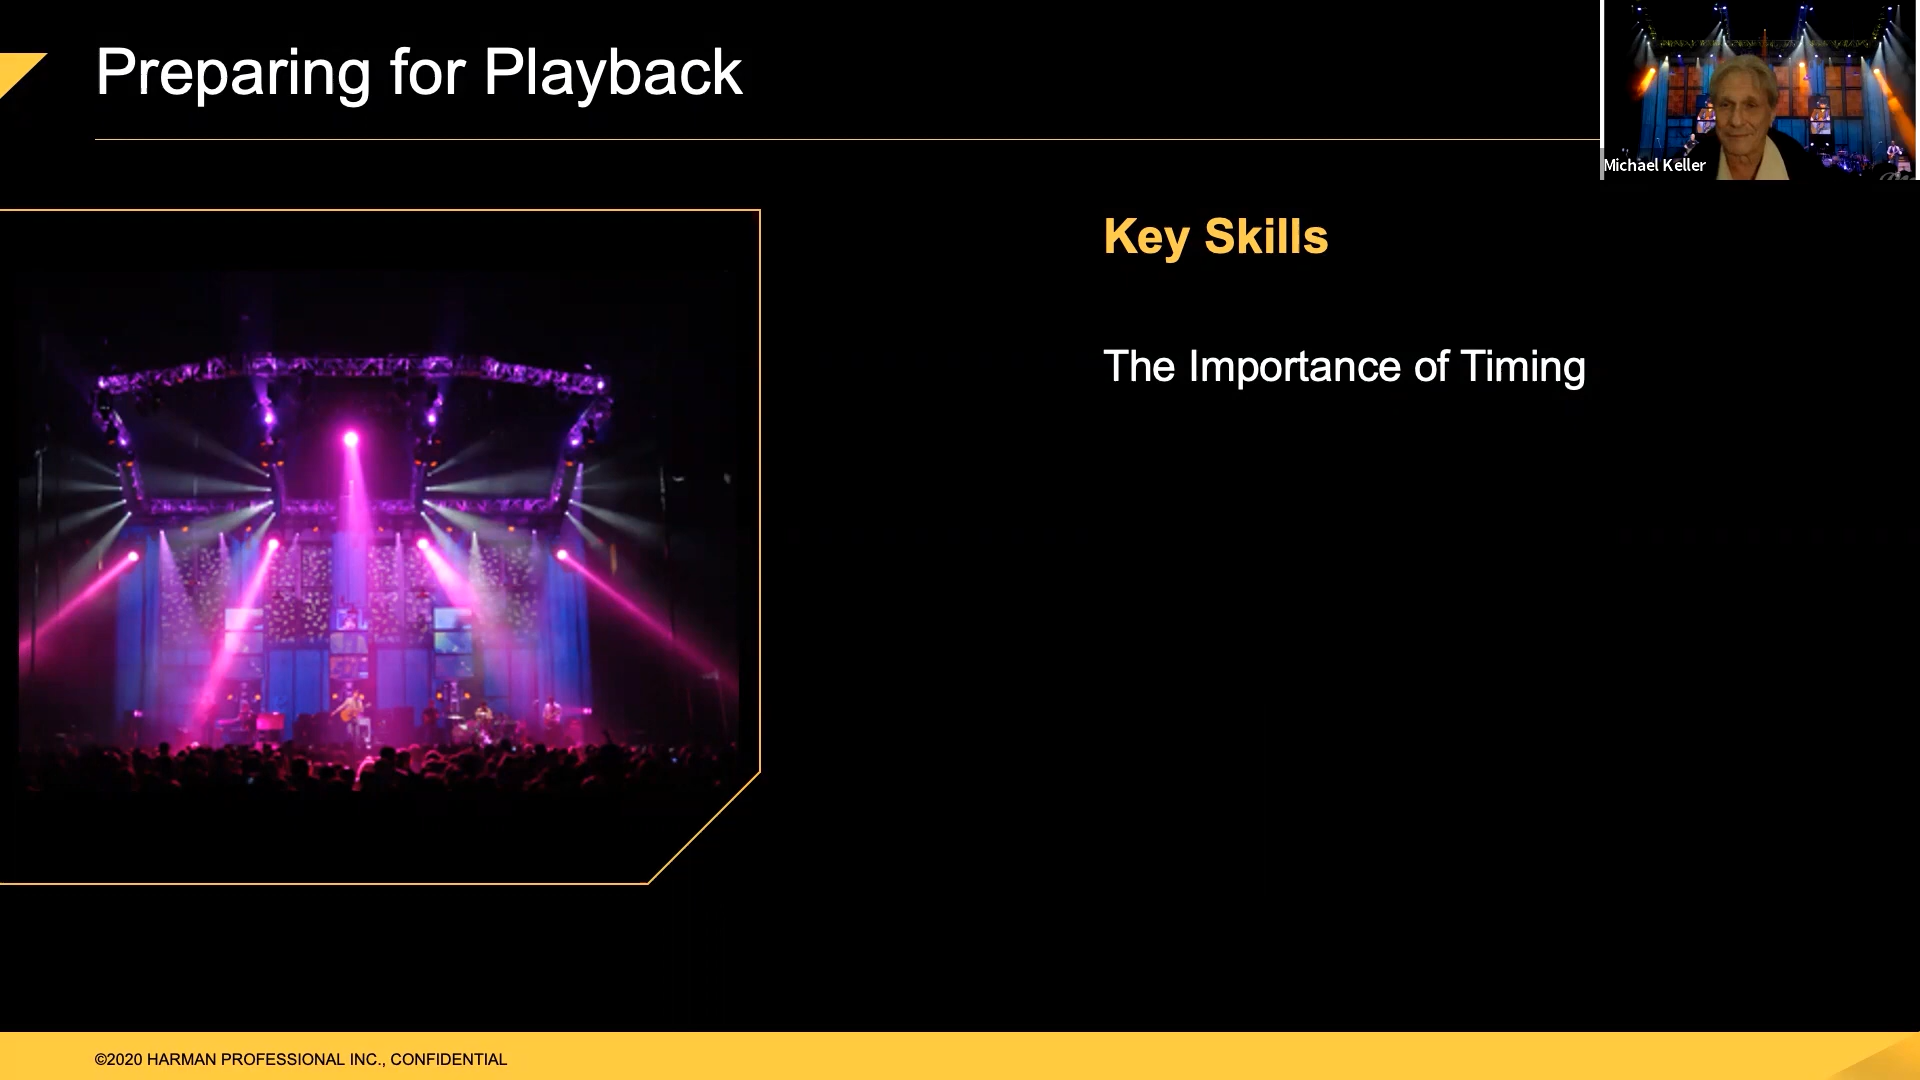 Preparing for Playback
Michael Keller
Key Skills
The Importance of Timing
©2020 HARMAN PROFESSIONAL INC., CONFIDENTIAL